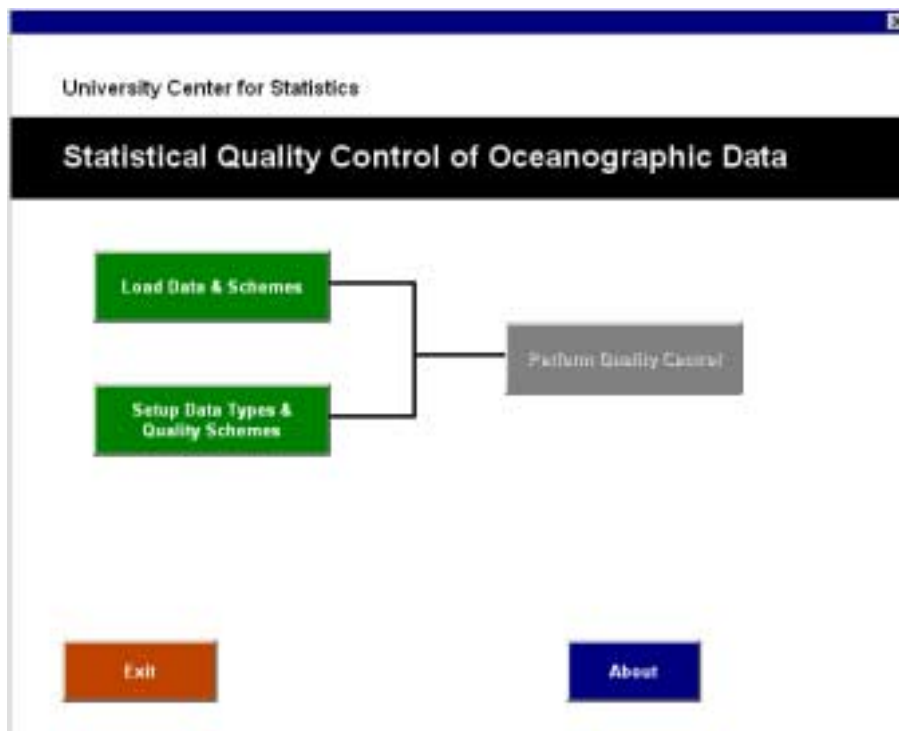 University Center for Statistics
Statistical Quality Control of Oceanographic Data
Load Data & Schemes
Perform Quality Control
Setup Data Types &
Quality Schemes
Exit
About